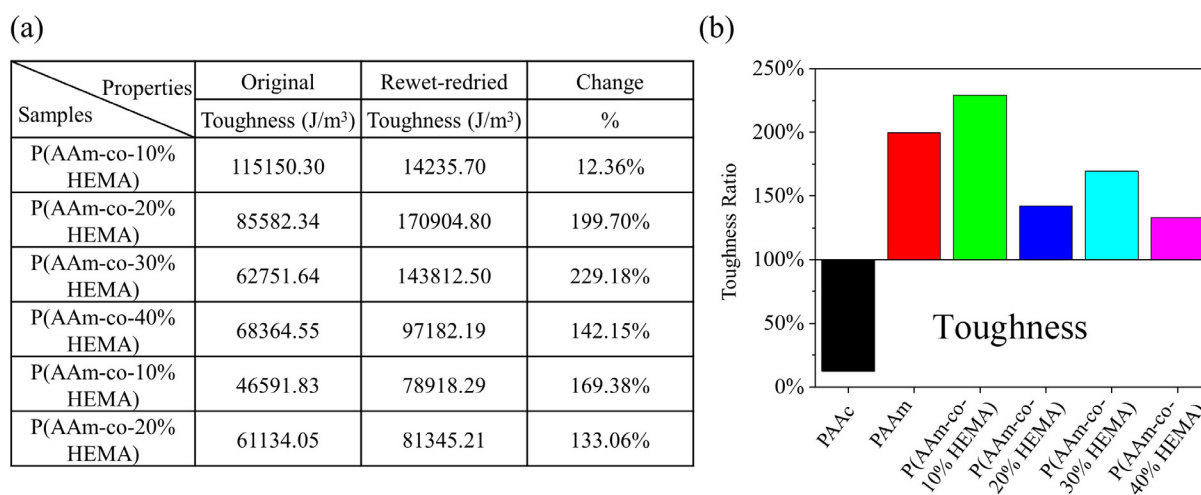 (a)
Properties
Samples
Original
Rewet-redried
Change
Toughness (J/m³)
Toughness (J/m³)
%
P(AAm-co-10%
HEMA)
115150.30
14235.70
12.36%
P(AAm-co-20%
HEMA)
85582.34
170904.80
199.70%
P(AAm-co-30%
HEMA)
62751.64
143812.50
229.18%
P(AAm-co-40%
HEMA)
68364.55
97182.19
142.15%
P(AAm-co-10%
HEMA)
46591.83
78918.29
169.38%
P(AAm-co-20%
HEMA)
61134.05
81345.21
133.06%
(b)
Toughness Ratio
250%
200%
150%
100%
50%
0%
Toughness
PAAc
PAAm
P(AAm-co-
10% HEMA)
P(AAm-co-
20% HEMA)
P(AAm-co-
30% HEMA)
P(AAm-co-
40% HEMA)